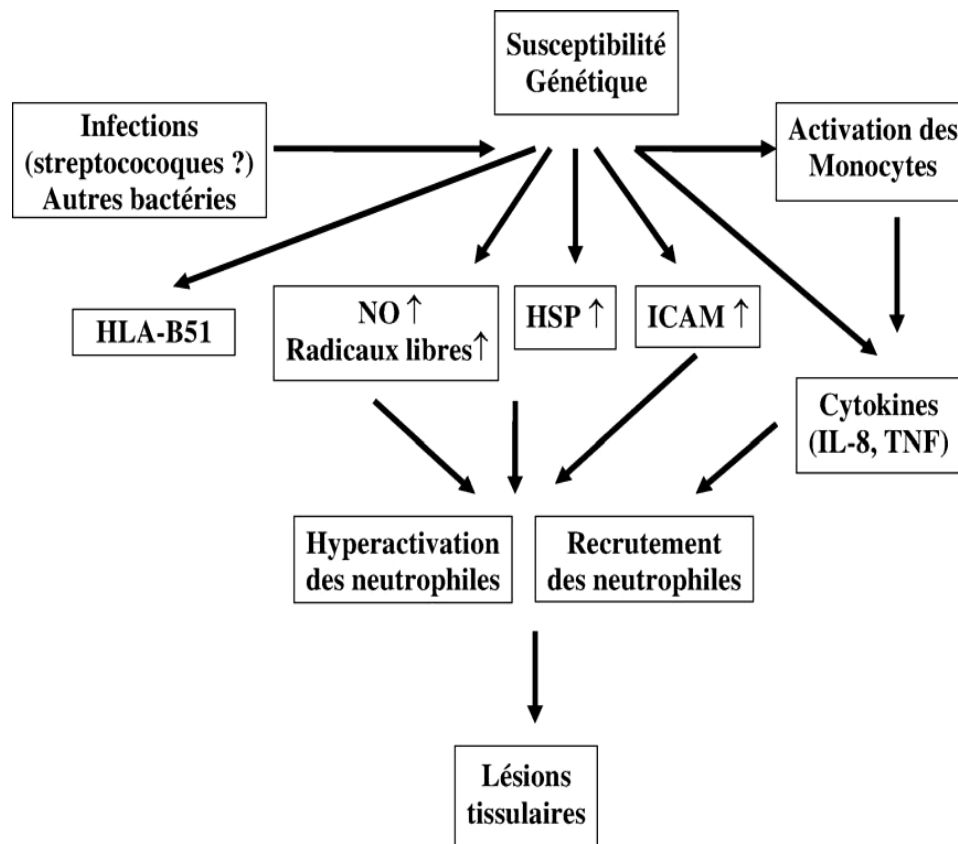 Susceptibilité
Génétique
Infections
(streptococoques ?)
Autres bactéries
Activation des
Monocytes
HLA-B51
NO ↑
Radicaux libres↑
HSP ↑
ICAM ↑
Cytokines
(IL-8, TNF)
Hyperactivation
des neutrophiles
Recrutement
des neutrophiles
Lésions
tissulaires